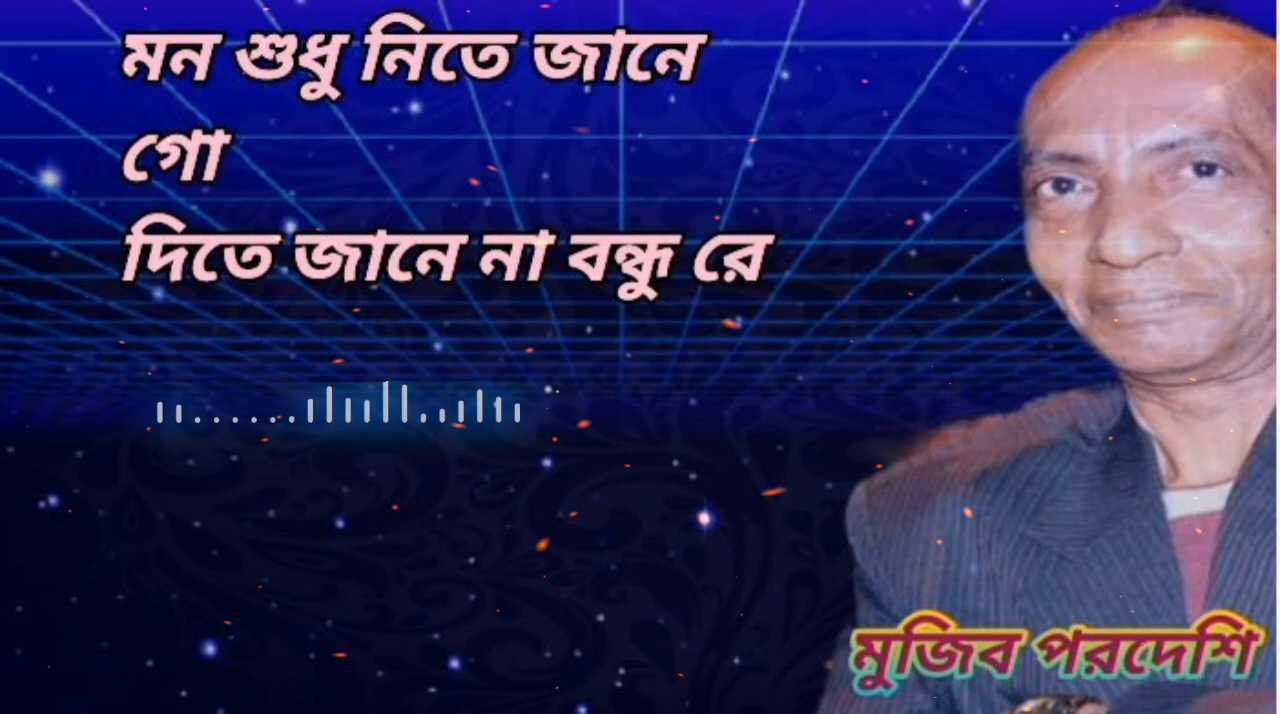 মন শুধু নিতে জানে
গো
দিতে জানে না বন্ধু রে
মুজিব পরদেশি